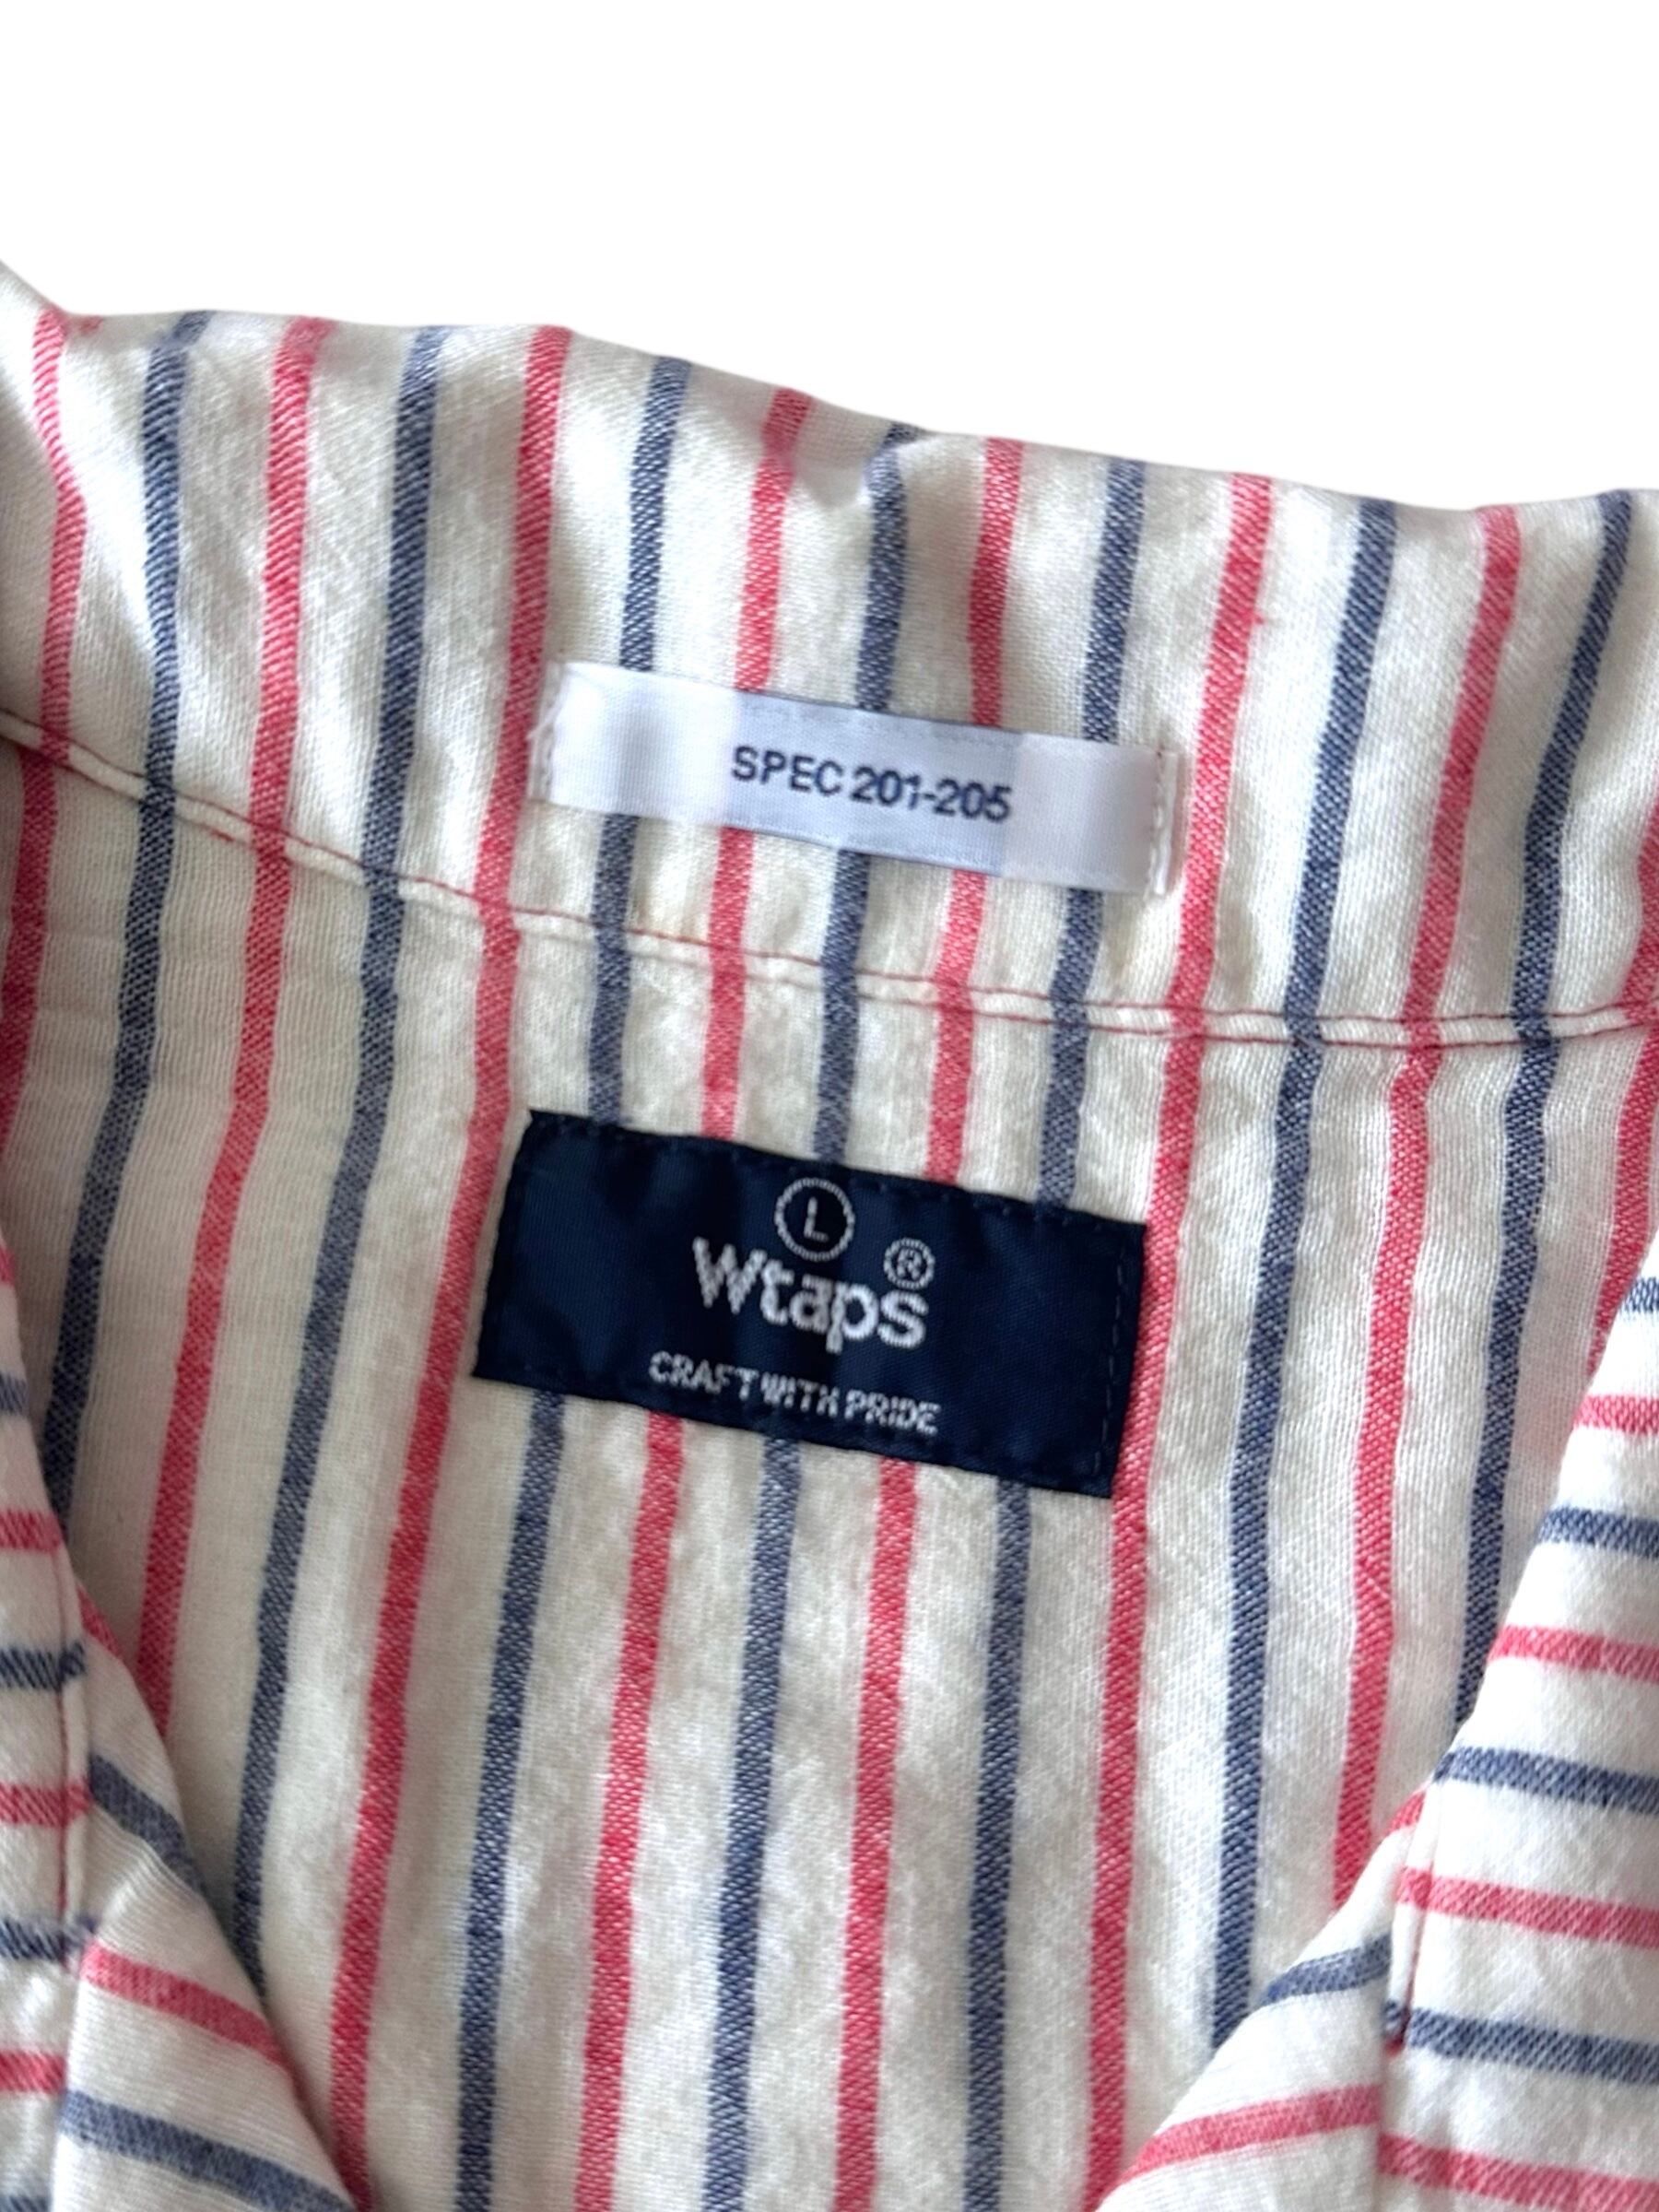 SPEC 201-205
L
Wtaps®
CRAFT WITH PRIDE